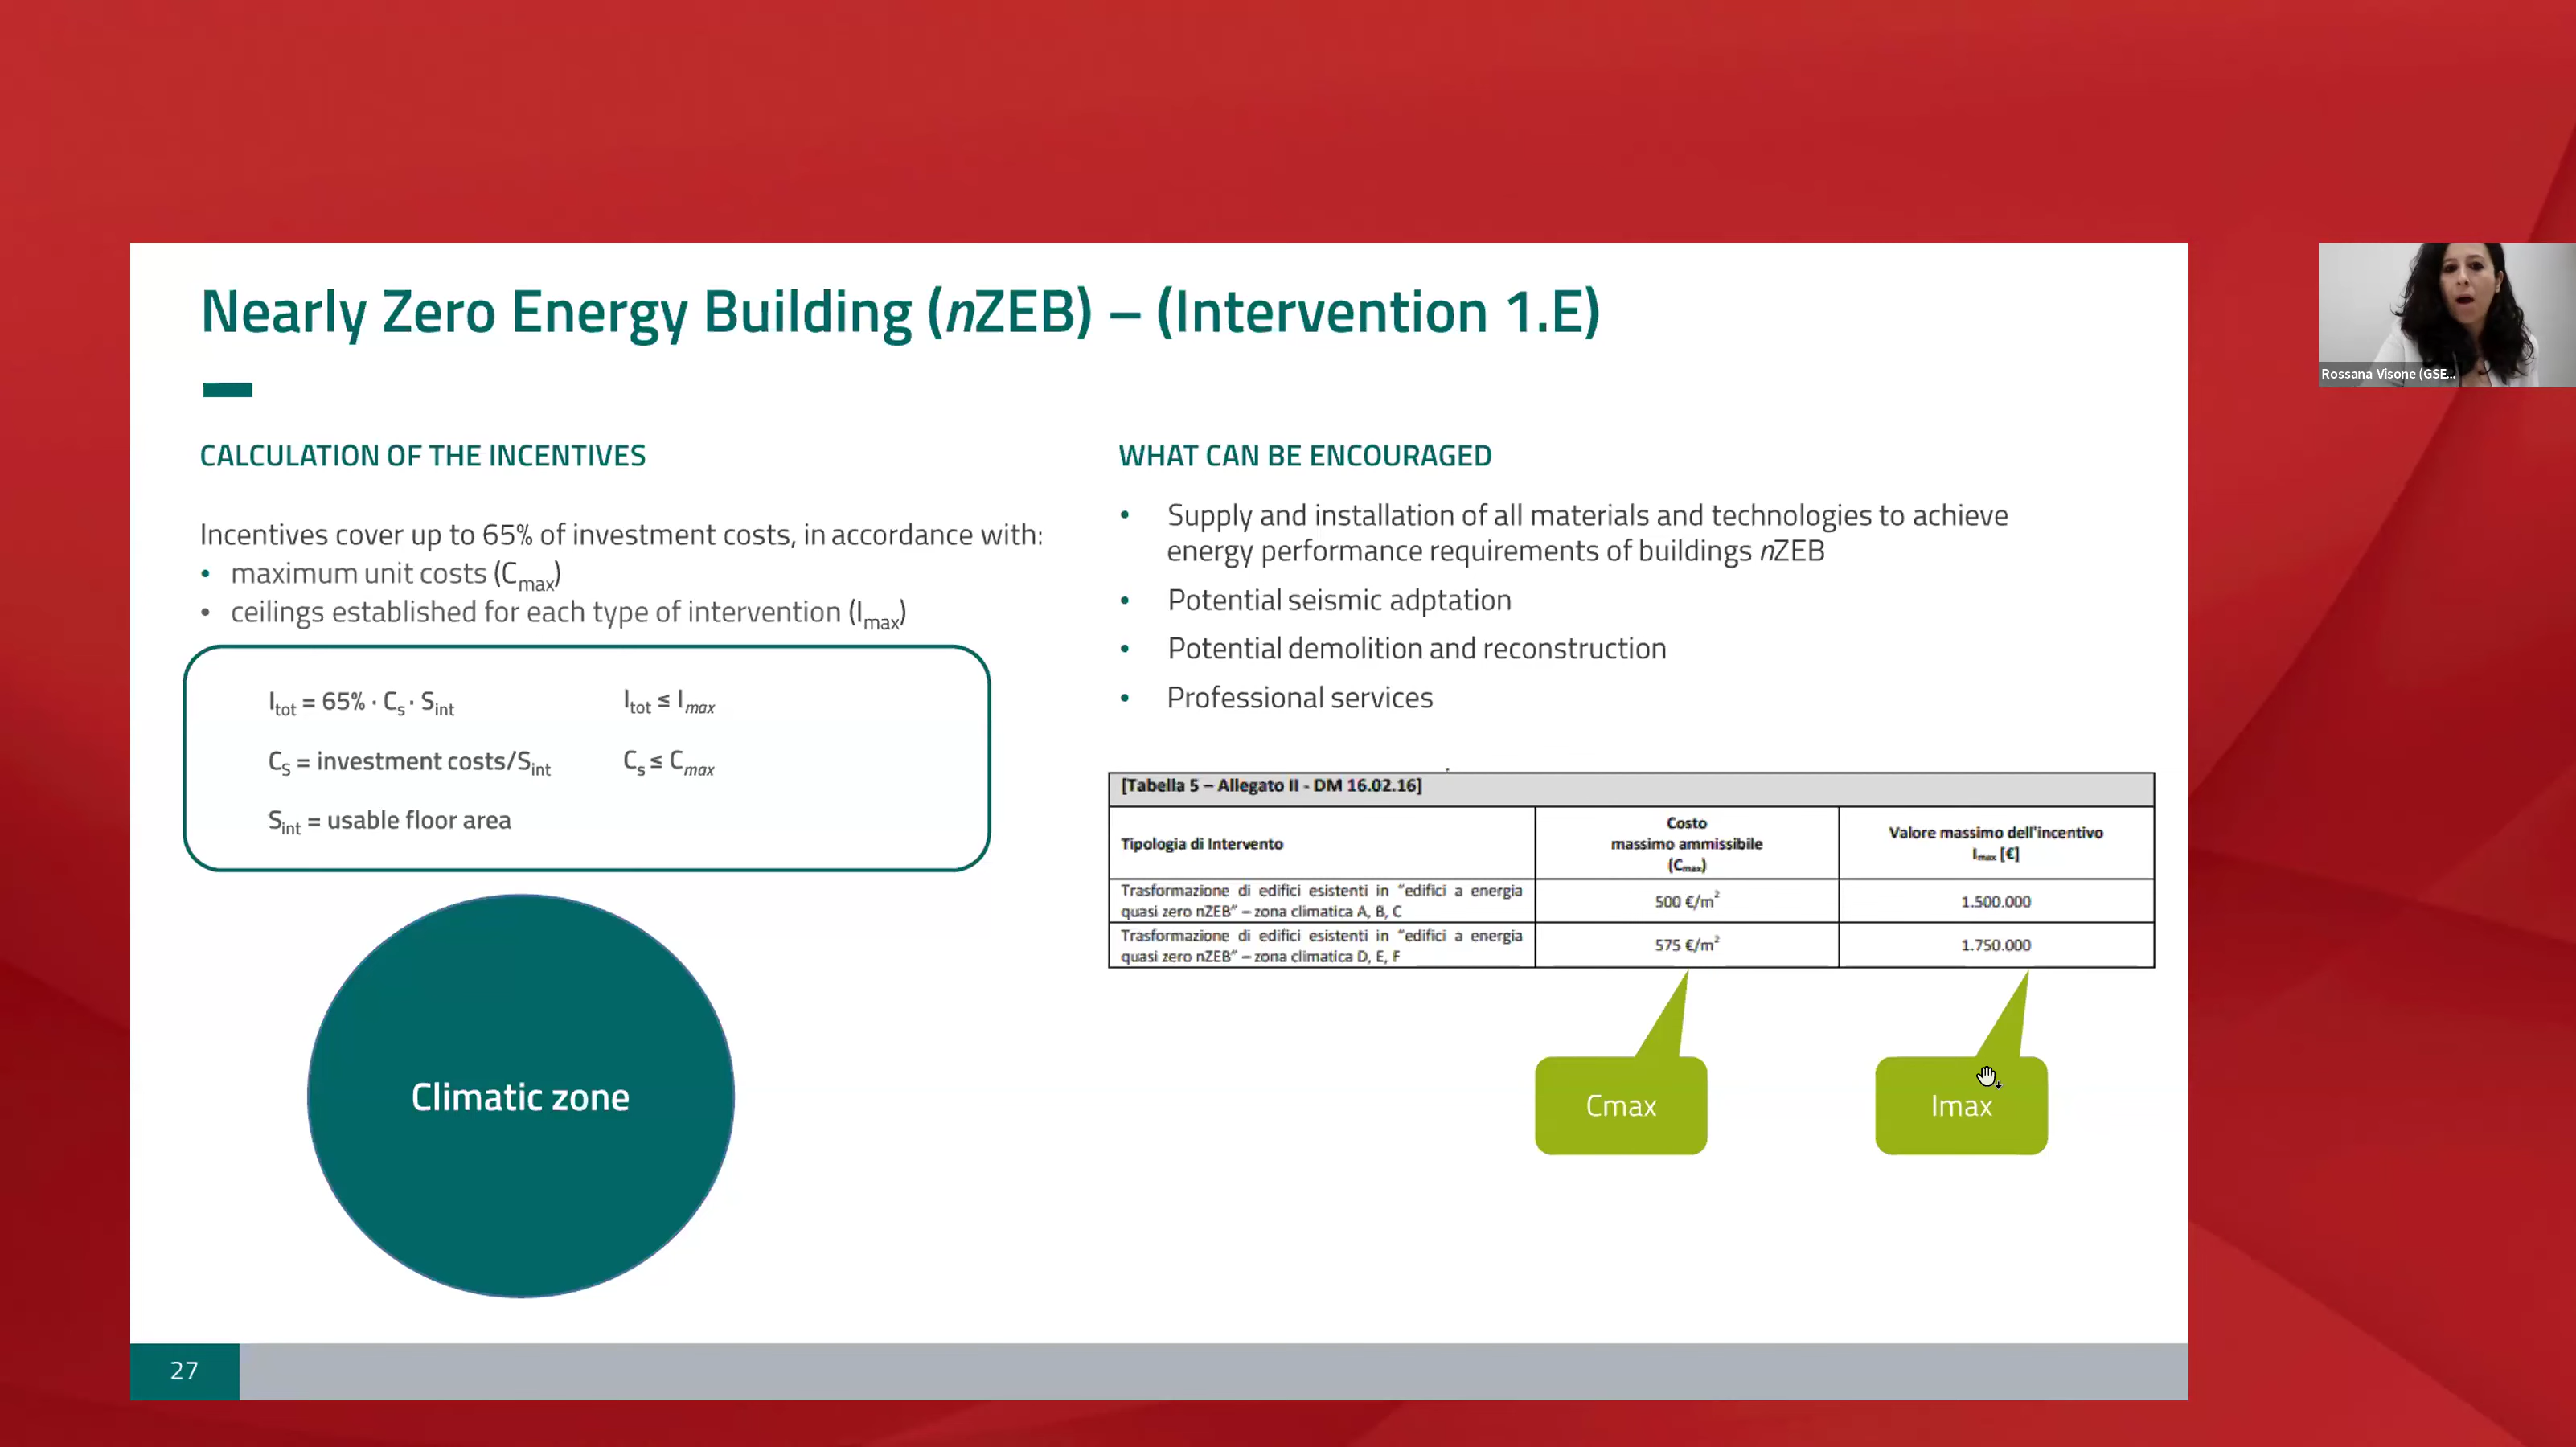 Nearly Zero Energy Building (nZEB) – (Intervention 1.E)
CALCULATION OF THE INCENTIVES
Incentives cover up to 65% of investment costs, in accordance with:
• maximum unit costs (Cmax)
• ceilings established for each type of intervention (Imax)
Itot = 65% · Cs · Sint
Itot ≤ Imax
CS = investment costs/Sint
Cs ≤ Cmax
Sint = usable floor area
Climatic zone
WHAT CAN BE ENCOURAGED
• Supply and installation of all materials and technologies to achieve
energy performance requirements of buildings nZEB
• Potential seismic adptation
• Potential demolition and reconstruction
• Professional services
[Tabella 5 – Allegato II - DM 16.02.16]
Tipologia di Intervento
Costo
massimo ammissibile
(Cmax)
Valore massimo dell'incentivo
Imax [€]
Trasformazione di edifici esistenti in "edifici a energia
quasi zero nZEB" – zona climatica A, B, C
500 €/m²
1.500.000
Trasformazione di edifici esistenti in "edifici a energia
quasi zero nZEB" – zona climatica D, E, F
575 €/m²
1.750.000
Cmax
Imax
27
Rossana Visone (GSE...